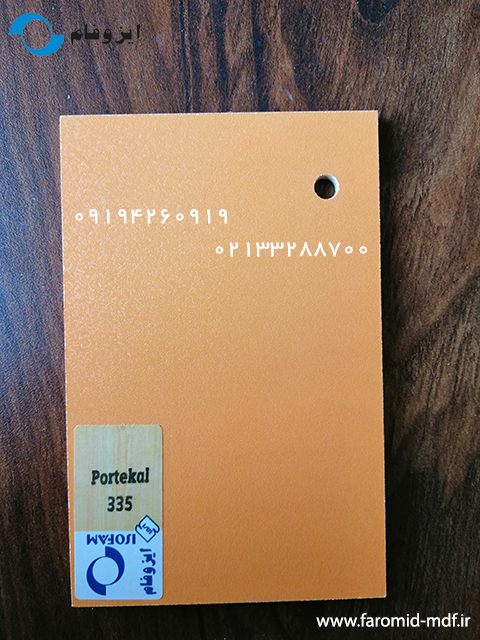 ایزوفام
۰۹۱۹۴۲۶۰۹۱۹
۰۲۱۳۳۲۸۸۷۰۰
Portekal
335
ISOFAM
ایزوفام
www.faromid-mdf.ir